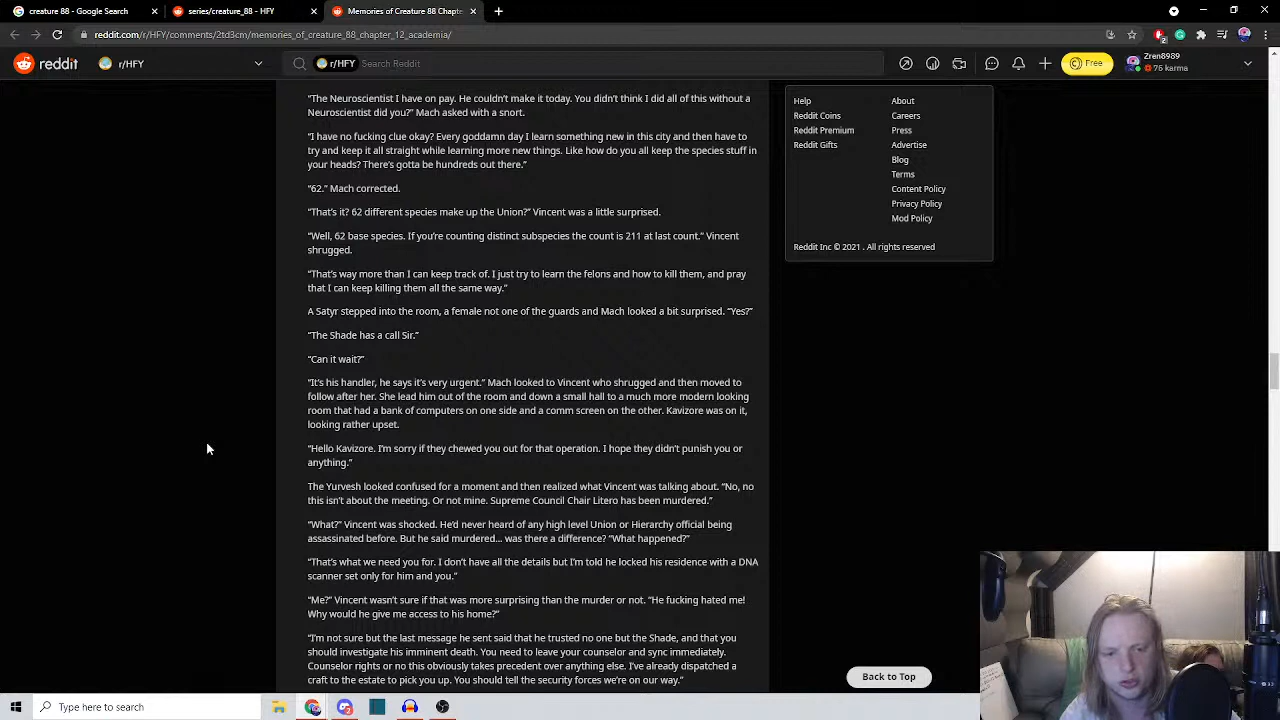 creature 88 - Google Search
series/creature_88 - HFY
Memories of Creature 88 Chapte
reddit.com/r/HFY/comments/2td3cm/memories_of_creature_88_chapter_12_academia/
2
reddit
r/HFY
r/HFY
Search Reddit
Free
Zren8989
75 karma
"The Neuroscientist I have on pay. He couldn't make it today. You didn't think I did all of this without a
Neuroscientist did you?" Mach asked with a snort.
"I have no fucking clue okay? Every goddamn day I learn something new in this city and then have to
try and keep it all straight while learning more new things. Like how do you all keep the species stuff in
your heads? There's gotta be hundreds out there."
"62." Mach corrected.
"That's it? 62 different species make up the Union?" Vincent was a little surprised.
"Well, 62 base species. If you're counting distinct subspecies the count is 211 at last count." Vincent
shrugged.
"That's way more than I can keep track of. I just try to learn the felons and how to kill them, and pray
that I can keep killing them all the same way."
A Satyr stepped into the room, a female not one of the guards and Mach looked a bit surprised. "Yes?"
"The Shade has a call Sir."
"Can it wait?"
"It's his handler, he says it's very urgent." Mach looked to Vincent who shrugged and then moved to
follow after her. She lead him out of the room and down a small hall to a much more modern looking
room that had a bank of computers on one side and a comm screen on the other. Kavizore was on it,
looking rather upset.
"Hello Kavizore. I'm sorry if they chewed you out for that operation. I hope they didn't punish you or
anything."
The Yurvesh looked confused for a moment and then realized what Vincent was talking about. "No, no
this isn't about the meeting. Or not mine. Supreme Council Chair Litero has been murdered."
"What?" Vincent was shocked. He'd never heard of any high level Union or Hierarchy official being
assassinated before. But he said murdered... was there a difference? "What happened?"
"That's what we need you for. I don't have all the details but I'm told he locked his residence with a DNA
scanner set only for him and you."
"Me?" Vincent wasn't sure if that was more surprising than the murder or not. "He fucking hated me!
Why would he give me access to his home?"
"I'm not sure but the last message he sent said that he trusted no one but the Shade, and that you
should investigate his imminent death. You need to leave your counselor and sync immediately.
Counselor rights or no this obviously takes precedent over anything else. I've already dispatched a
craft to the estate to pick you up. You should tell the security forces we're on our way."
Help
About
Reddit Coins
Careers
Reddit Premium
Press
Reddit Gifts
Advertise
Blog
Terms
Content Policy
Privacy Policy
Mod Policy
Reddit Inc © 2021 . All rights reserved
Back to Top
Type here to search